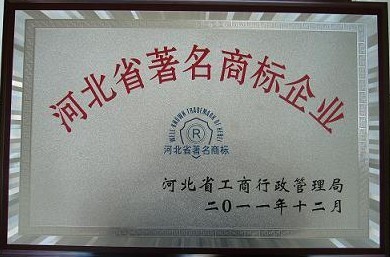 河北省著名商标企业
WELL-KNOWN TRADEMARK OF HEBEI
R
河北省著名商标
河北省工商行政管理局
二〇一一年十二月